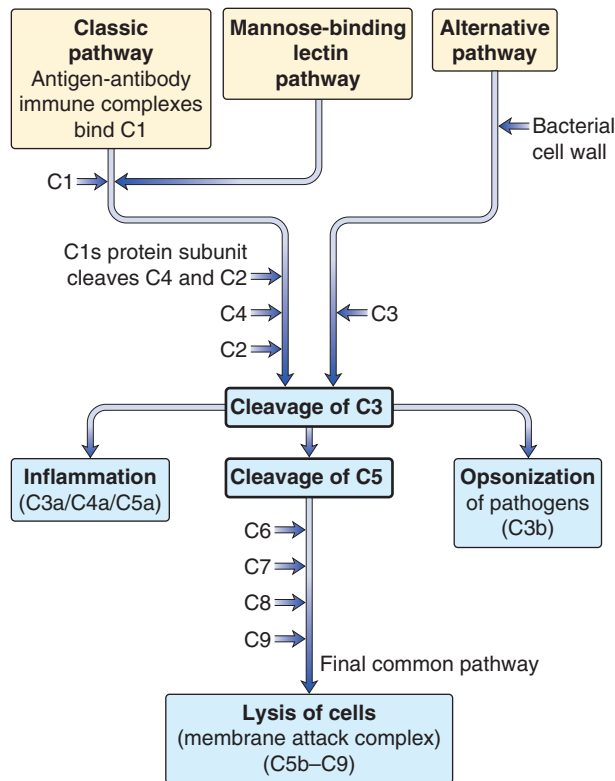 Classic
pathway
Antigen-antibody
immune complexes
bind C1
Mannose-binding
lectin
pathway
Alternative
pathway
Bacterial
cell wall
C1
C1s protein subunit
cleaves C4 and C2
C4
C3
C2
Cleavage of C3
Inflammation
(C3a/C4a/C5a)
Cleavage of C5
Opsonization
of pathogens
(C3b)
C6
C7
C8
C9
Final common pathway
Lysis of cells
(membrane attack complex)
(C5b–C9)